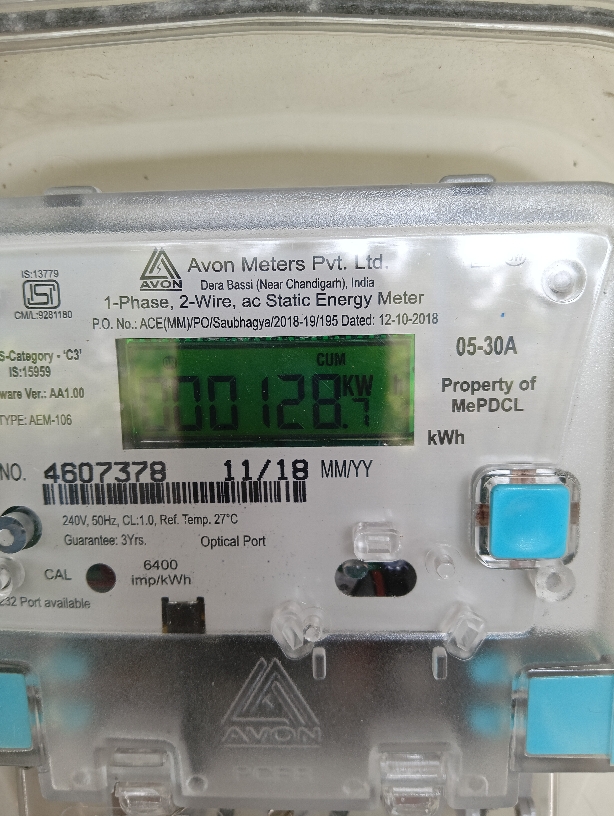 IS:13779
ISI
CM/L:9281180
AVON
Avon Meters Pvt. Ltd.
Dera Bassi (Near Chandigarh), India
1-Phase, 2-Wire, ac Static Energy Meter
P.O. No.: ACE(MM)/PO/Saubhagya/2018-19/195 Dated: 12-10-2018
S-Category - 'C3'
IS:15959
ware Ver.: AA1.00
TYPE: AEM-106
CUM
000128.7
KW
05-30A
Property of
MePDCL
kWh
NO. 4607378 11/18 MM/YY
240V, 50Hz, CL:1.0, Ref. Temp. 27°C
Guarantee: 3Yrs. Optical Port
CAL 6400
imp/kWh
232 Port available
AVON